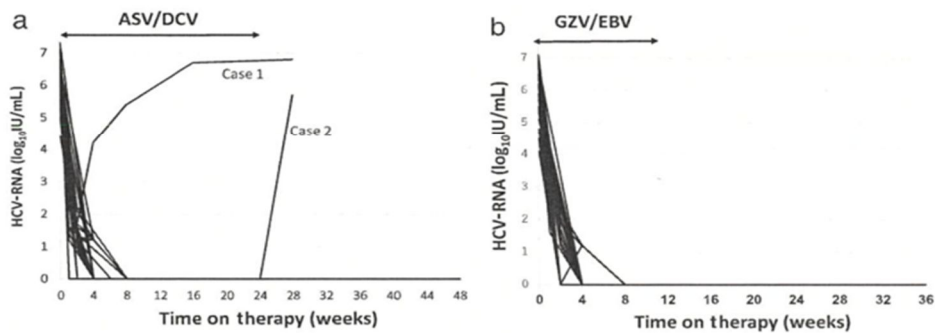 a
ASV/DCV
7
6
5
4
3
2
1
0
HCV-RNA (log10IU/mL)
Case 1
Case 2
0 4 8 12 16 20 24 28 32 36 40 44 48
Time on therapy (weeks)
b
GZV/EBV
7
6
5
4
3
2
1
0
HCV-RNA (log10IU/mL)
0 4 8 12 16 20 24 28 32 36
Time on therapy (weeks)